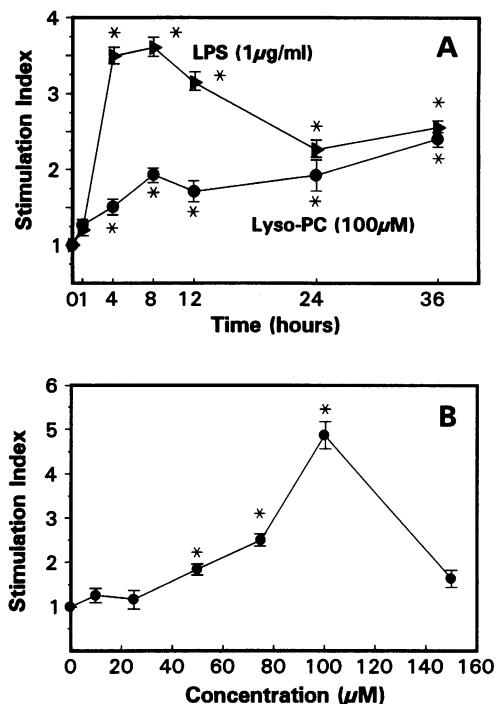 4
A
LPS (1μg/ml)
3
Stimulation Index
2
Lyso-PC (100μM)
1
0 1 4 8 12 24 36
Time (hours)
6
B
5
4
Stimulation Index
3
2
1
0 20 40 60 80 100 120 140 160
Concentration (μM)